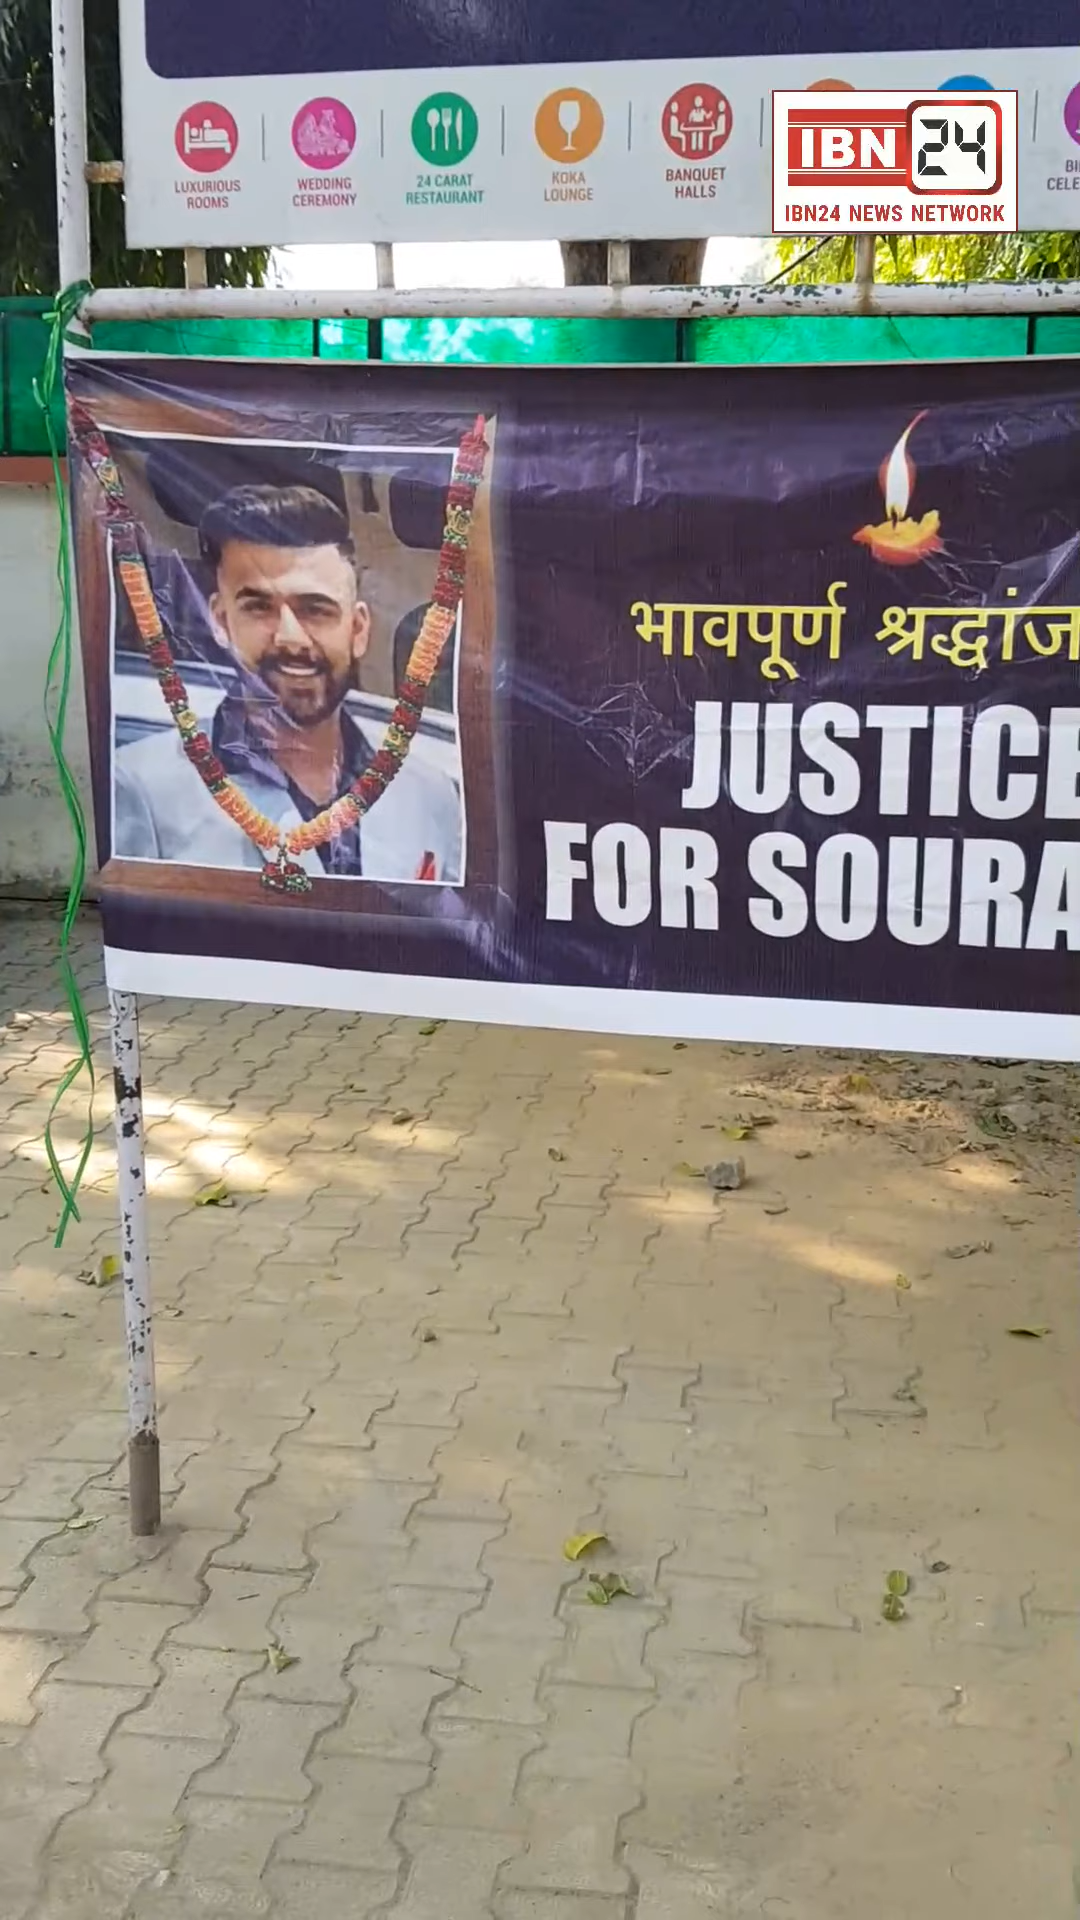 LUXURIOUS
ROOMS
WEDDING
CEREMONY
24 CARAT
RESTAURANT
KOKA
LOUNGE
BANQUET
HALLS
IBN 24
IBN24 NEWS NETWORK
भावपूर्ण श्रद्धांज
JUSTICE
FOR SOURA